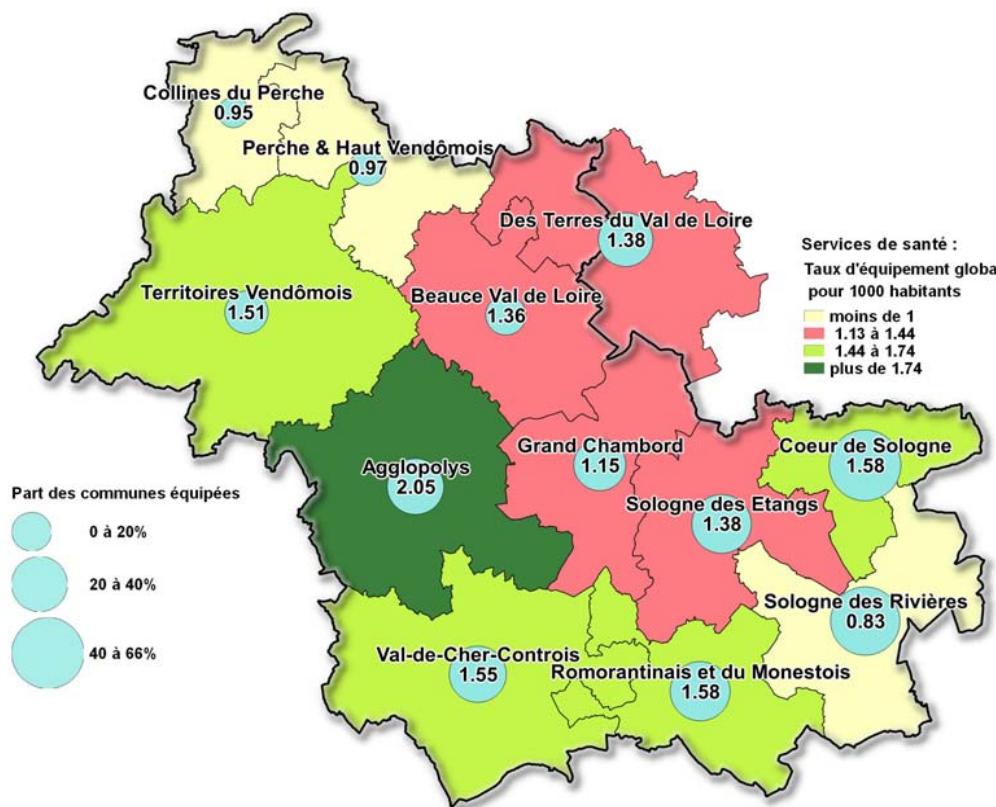 Collines du Perche
0.95
Perche & Haut Vendômois
0.97
Des Terres du Val de Loire
1.38
Services de santé :
Taux d'équipement globa
pour 1000 habitants
moins de 1
1.13 à 1.44
1.44 à 1.74
plus de 1.74
Territoires Vendômois
1.51
Beauce Val de Loire
1.36
Grand Chambord
1.15
Coeur de Sologne
1.58
Agglopolys
2.05
Sologne des Etangs
1.38
Part des communes équipées
0 à 20%
20 à 40%
40 à 66%
Sologne des Rivières
0.83
Val-de-Cher-Controis
1.55
Romorantinais et du Monestois
1.58